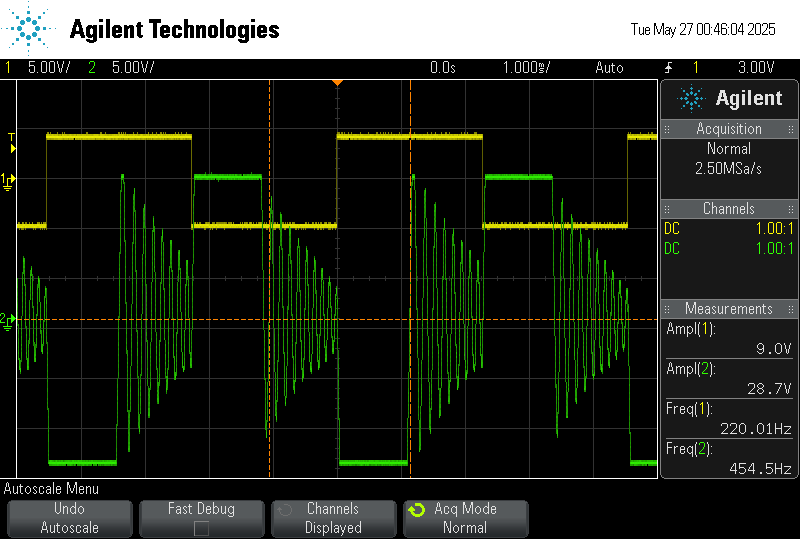 Agilent Technologies
Tue May 27 00:46:04 2025
1 5.00V/ 2 5.00V/ 0.0s 1.000ms/ Auto 1 3.00V
T
1
2
Agilent
Acquisition
Normal
2.50MSa/s
Channels
DC 1.00:1
DC 1.00:1
Measurements
Ampl(1):
9.0V
Ampl(2):
28.7V
Freq(1):
220.01Hz
Freq(2):
454.5Hz
Autoscale Menu
Undo
Autoscale
Fast Debug
Channels
Displayed
Acq Mode
Normal